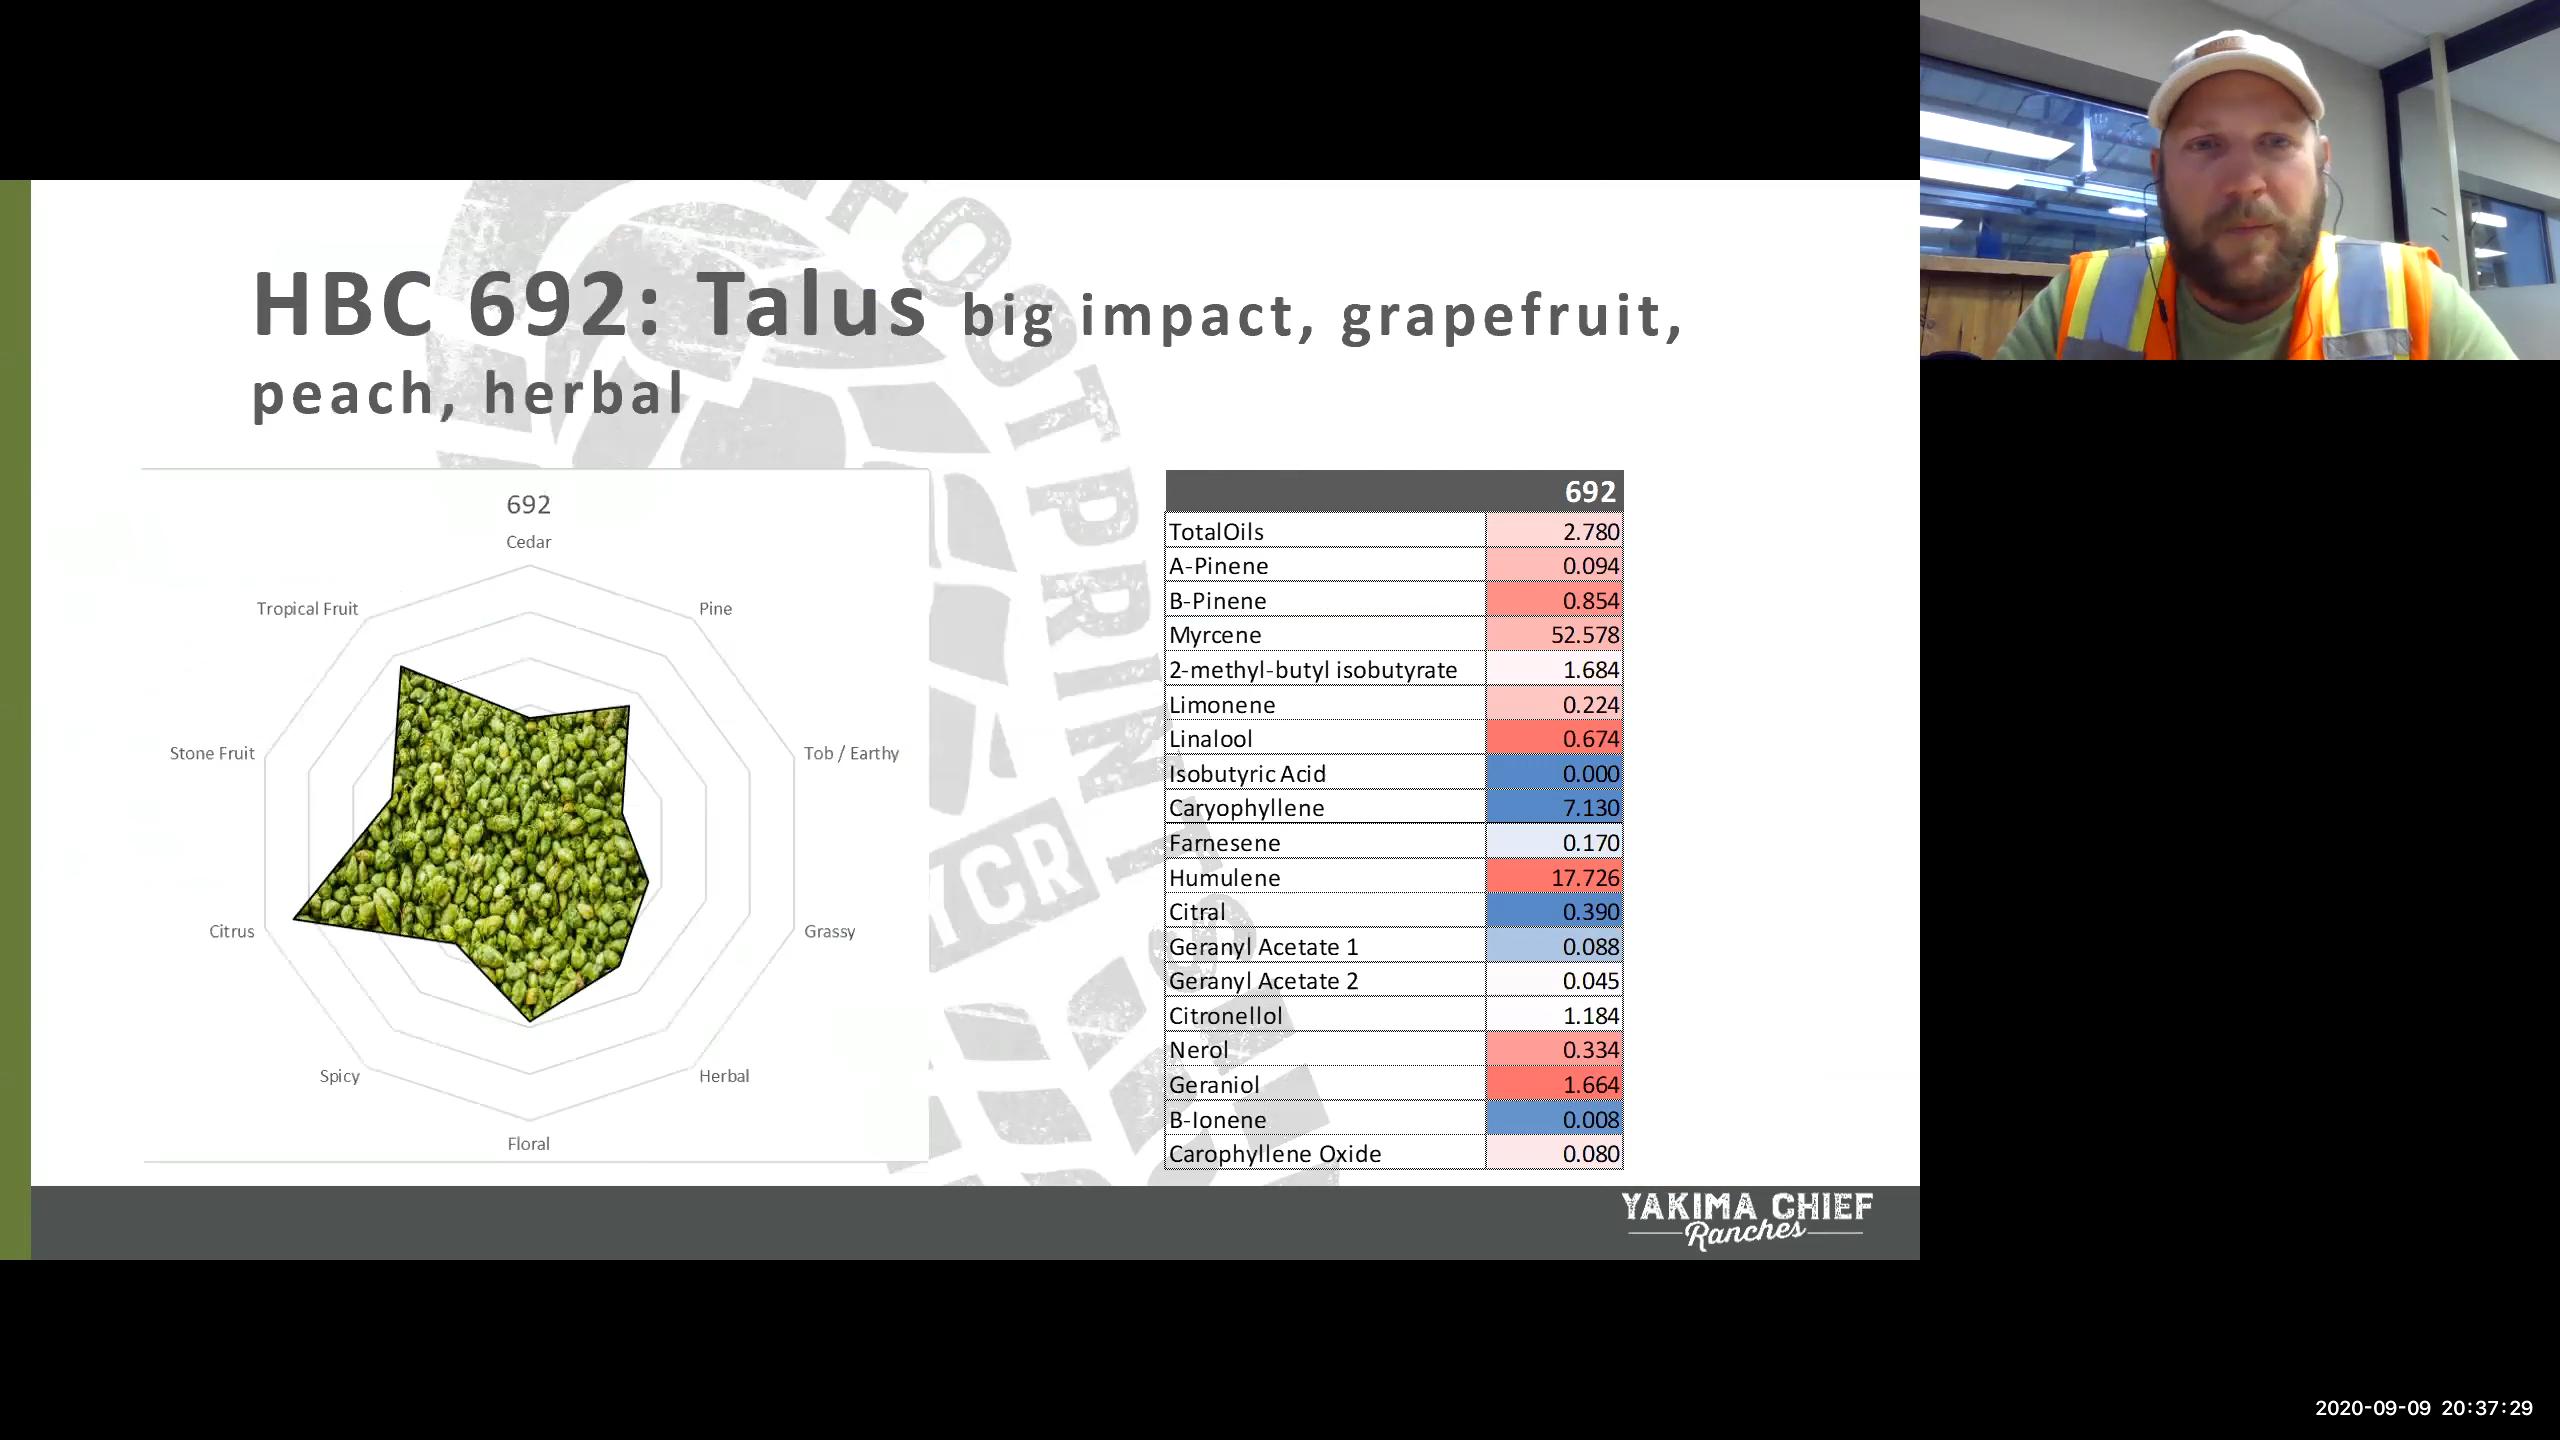 HBC 692: Talus big impact, grapefruit,
peach, herbal
692
Cedar
Pine
Tob / Earthy
Grassy
Herbal
Floral
Spicy
Citrus
Stone Fruit
Tropical Fruit
692
TotalOils 2.780
A-Pinene 0.094
B-Pinene 0.854
Myrcene 52.578
2-methyl-butyl isobutyrate 1.684
Limonene 0.224
Linalool 0.674
Isobutyric Acid 0.000
Caryophyllene 7.130
Farnesene 0.170
Humulene 17.726
Citral 0.390
Geranyl Acetate 1 0.088
Geranyl Acetate 2 0.045
Citronellol 1.184
Nerol 0.334
Geraniol 1.664
B-Ionene 0.008
Carophyllene Oxide 0.080
FOOTPRINTS
YCR
YAKIMA CHIEF
Ranches
2020-09-09 20:37:29